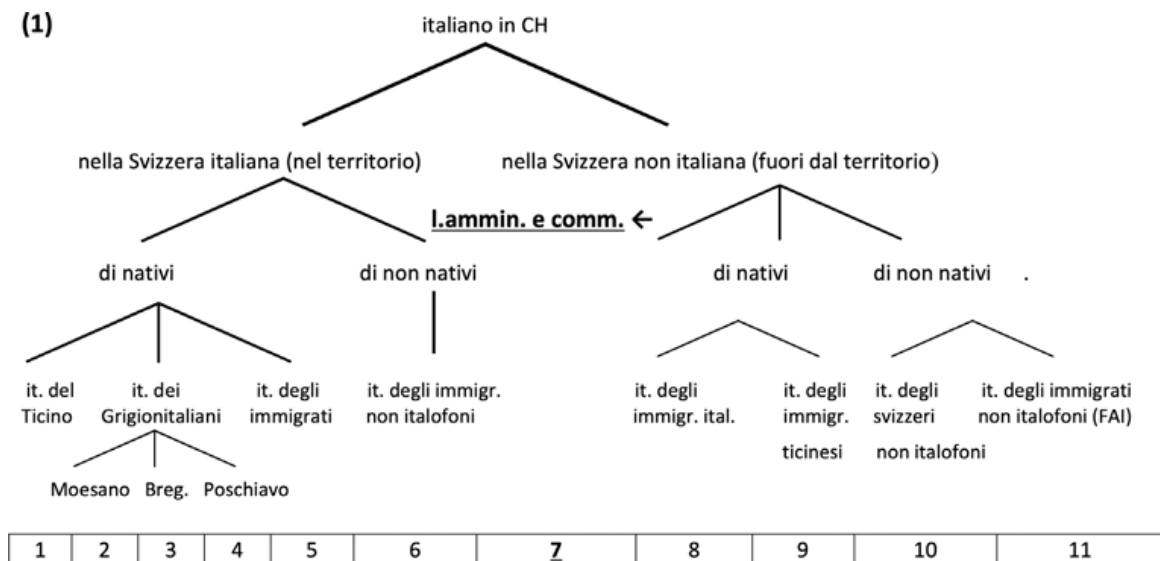 (1) italiano in CH
nella Svizzera italiana (nel territorio) nella Svizzera non italiana (fuori dal territorio)
l.ammin. e comm. ←
di nativi di non nativi di nativi di non nativi .
it. del it. dei it. degli it. degli immigr. it. degli it. degli it. degli it. degli immigrati
Ticino Grigionitaliani immigrati non italofoni immigr. ital. immigr. svizzeri non italofoni (FAI)
ticinesi non italofoni
Moesano Breg. Poschiavo
1 2 3 4 5 6 7 8 9 10 11